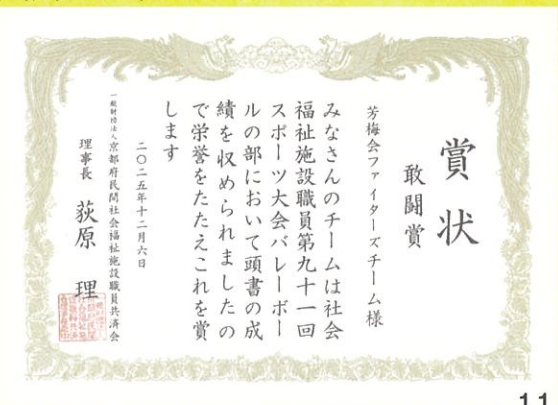 賞状
敢闘賞
芳梅会ファイターズチーム様
みなさんのチームは社会
福祉施設職員第九十一回
スポーツ大会バレーボー
ルの部において頭書の成
績を収められましたの
で栄誉をたたえこれを賞
します
二〇二五年十二月六日
一般財団法人京都府民間社会福祉施設職員共済会
理事長 荻原 理
11